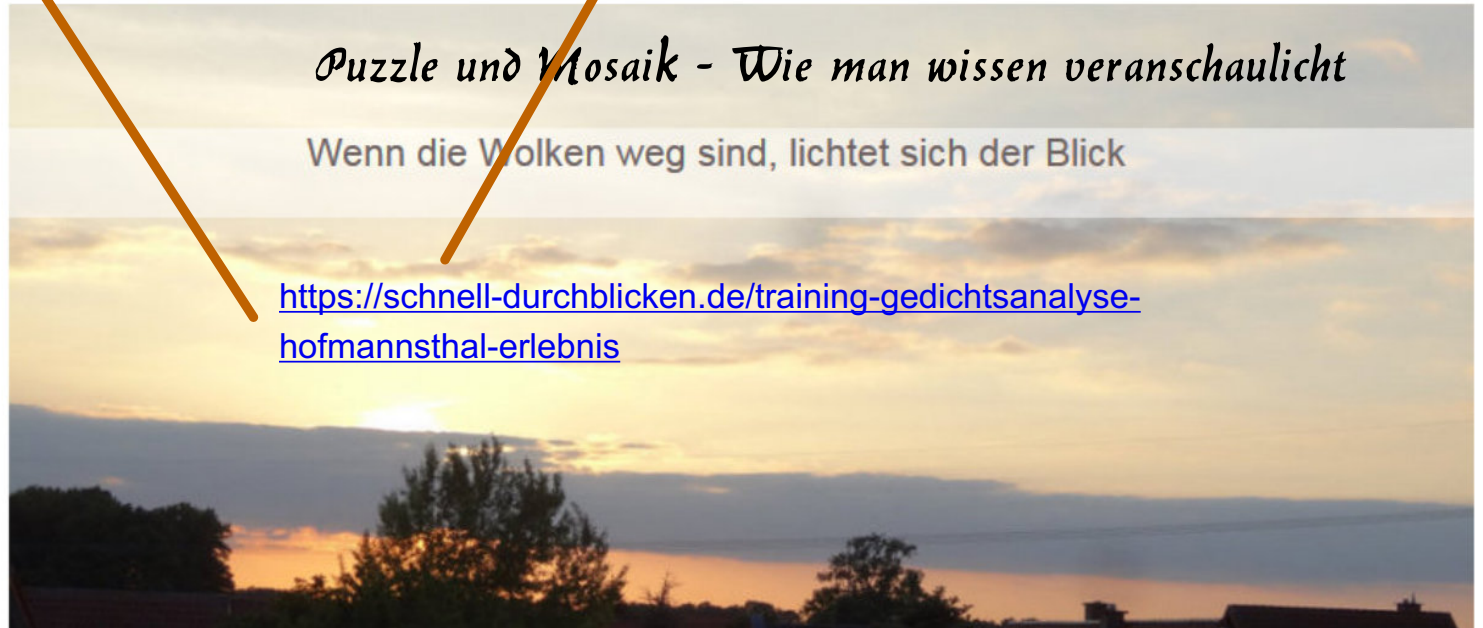 Puzzle und Mosaik - Wie man wissen veranschaulicht
Wenn die Wolken weg sind, lichtet sich der Blick
https://schnell-durchblicken.de/training-gedichtsanalyse-
hofmannsthal-erlebnis